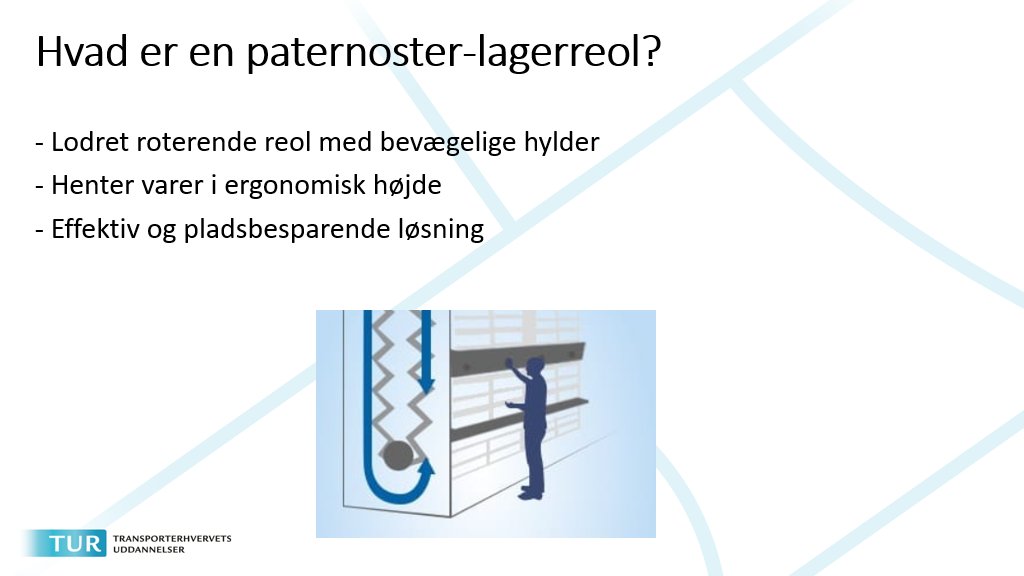 Hvad er en paternoster-lagerreol?
- Lodret roterende reol med bevægelige hylder
- Henter varer i ergonomisk højde
- Effektiv og pladsbesparende løsning
TUR TRANSPORTERHVERVETS
UDDANNELSER